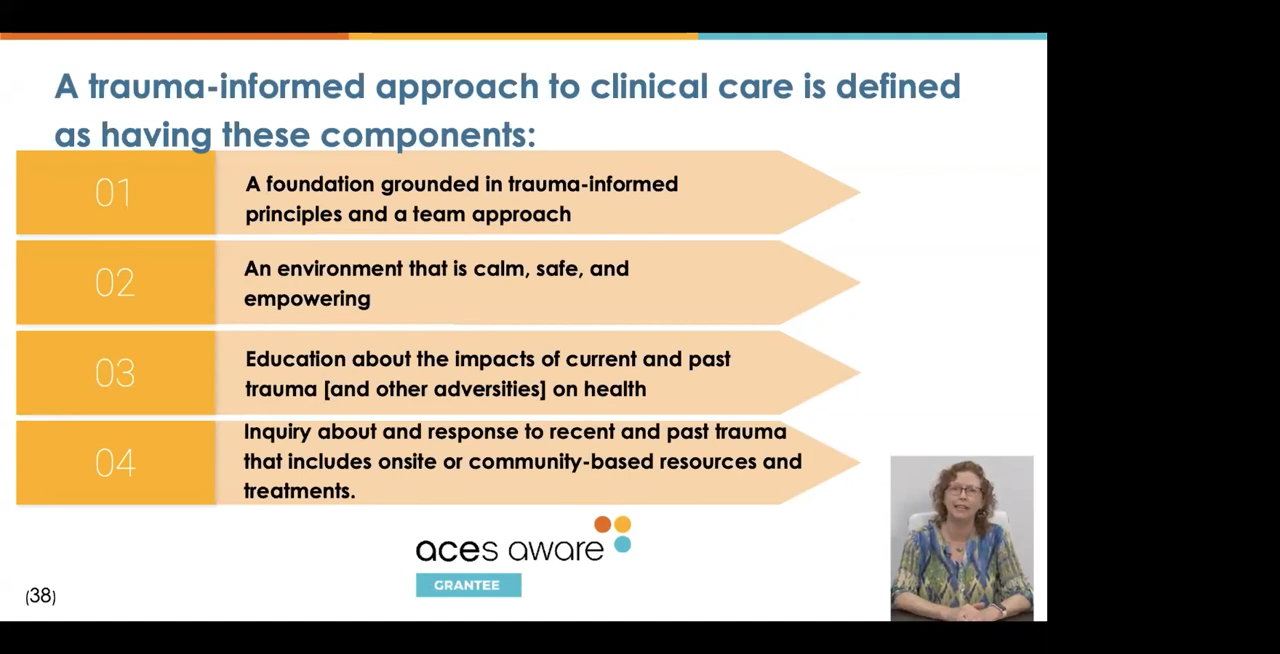 A trauma-informed approach to clinical care is defined
as having these components:
01
A foundation grounded in trauma-informed
principles and a team approach
02
An environment that is calm, safe, and
empowering
03
Education about the impacts of current and past
trauma [and other adversities] on health
04
Inquiry about and response to recent and past trauma
that includes onsite or community-based resources and
treatments.
aces aware
GRANTEE
(38)